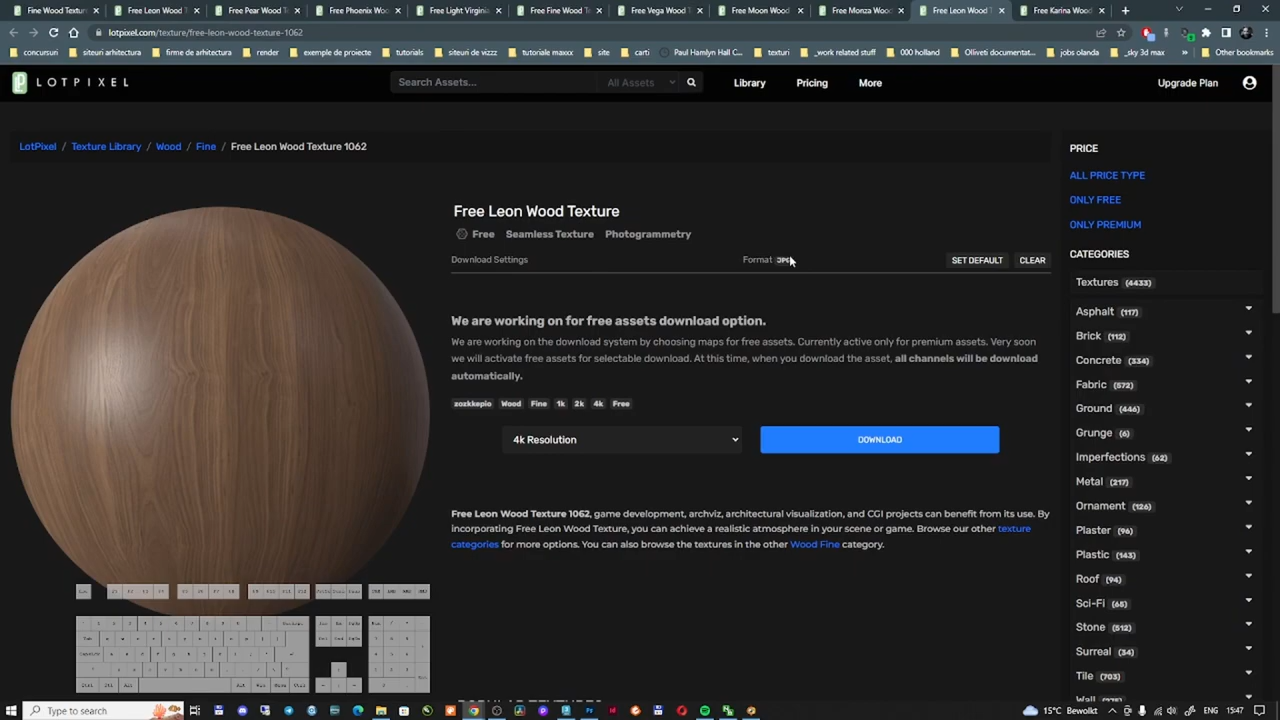 Fine Wood Textur
Free Leon Wood T
Free Pear Wood Te
Free Phoenix Wood
Free Light Virginia
Free Fine Wood Te
Free Vega Wood T
Free Moon Wood T
Free Monza Wood
Free Leon Wood T
Free Karina Wood
lotpixel.com/texture/free-leon-wood-texture-1062
concursuri
siteuri arhitectura
firme de arhitectura
render
exemple de proiecte
tutorials
siteuri de vizzz
tutoriale maxxx
site
carti
Paul Hamlyn Hall C...
texturi
_work related stuff
000 holland
Olliveti documentat...
jobs olanda
_sky 3d max
»
Other bookmarks
LOTPIXEL
Search Assets...
All Assets
Library
Pricing
More
Upgrade Plan
LotPixel / Texture Library / Wood / Fine / Free Leon Wood Texture 1062
Free Leon Wood Texture
Free Seamless Texture Photogrammetry
Download Settings
Format JPG
SET DEFAULT
CLEAR
We are working on for free assets download option.
We are working on the download system by choosing maps for free assets. Currently active only for premium assets. Very soon
we will activate free assets for selectable download. At this time, when you download the asset, all channels will be download
automatically.
zozkkepio Wood Fine 1k 2k 4k Free
4k Resolution
DOWNLOAD
Free Leon Wood Texture 1062, game development, archviz, architectural visualization, and CGI projects can benefit from its use. By
incorporating Free Leon Wood Texture, you can achieve a realistic atmosphere in your scene or game. Browse our other texture
categories for more options. You can also browse the textures in the other Wood Fine category.
PRICE
ALL PRICE TYPE
ONLY FREE
ONLY PREMIUM
CATEGORIES
Textures (4433)
Asphalt (117)
Brick (112)
Concrete (334)
Fabric (572)
Ground (446)
Grunge (6)
Imperfections (62)
Metal (217)
Ornament (126)
Plaster (96)
Plastic (143)
Roof (94)
Sci-Fi (65)
Stone (512)
Surreal (34)
Tile (703)
Type to search
15°C Bewolkt
ENG
15:47